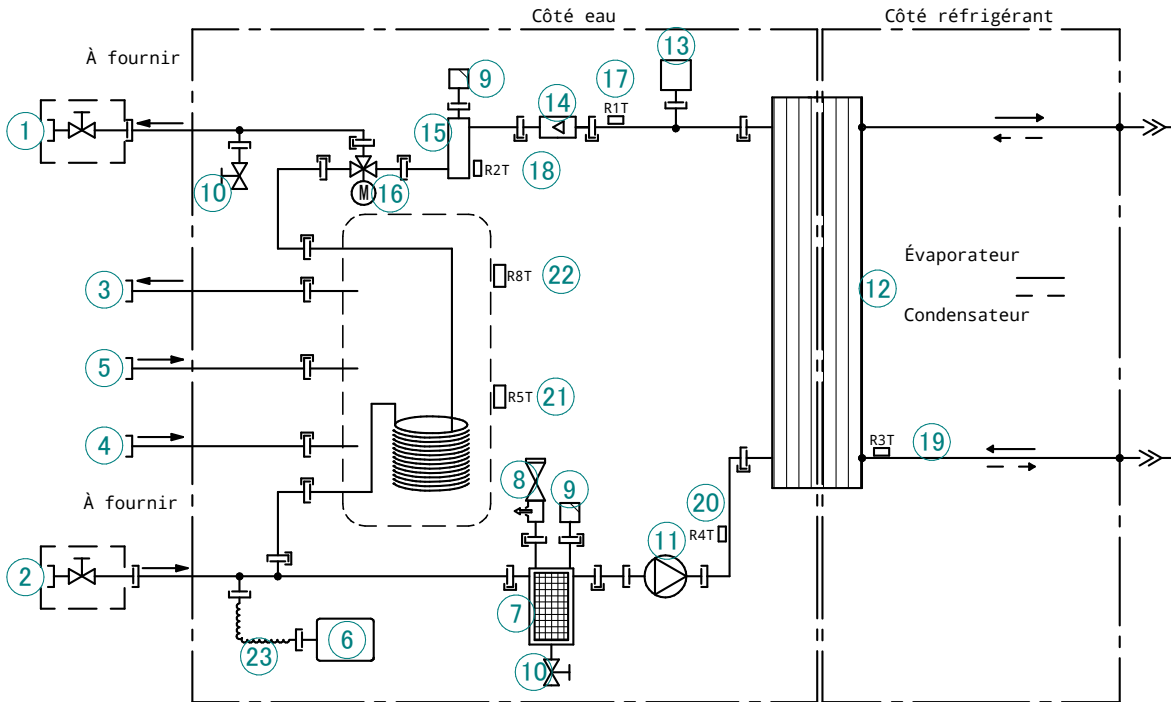 Côté eau
Côté réfrigérant
À fournir
13
9
17
R1T
14
1
15
R2T
18
10
M
16
R8T
22
3
12
Évaporateur
Condensateur
5
R5T
21
4
R3T
19
8
9
À fournir
20
R4T
11
2
7
6
23
10